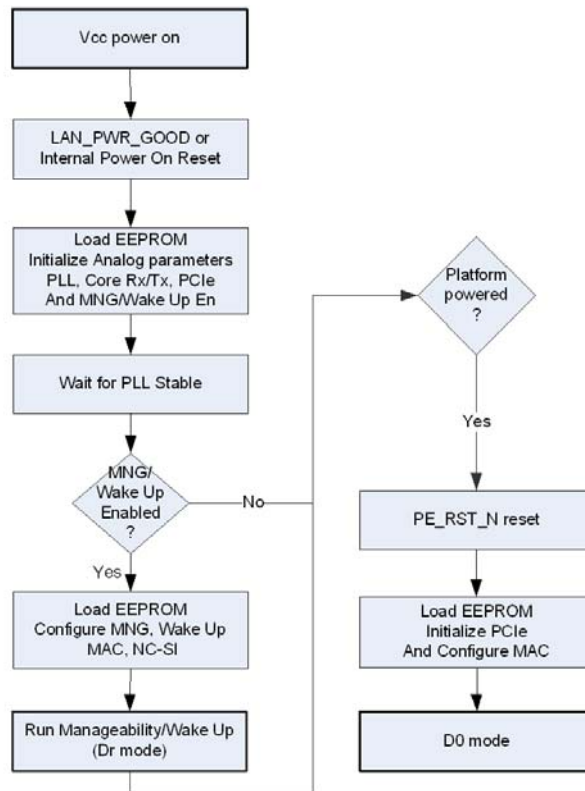 Vcc power on
LAN_PWR_GOOD or
Internal Power On Reset
Load EEPROM
Initialize Analog parameters
PLL, Core Rx/Tx, PCIe
And MNG/Wake Up En
Wait for PLL Stable
MNG/
Wake Up
Enabled
?
No
Yes
Load EEPROM
Configure MNG, Wake Up
MAC, NC-SI
Run Manageability/Wake Up
(Dr mode)
Platform
powered
?
Yes
PE_RST_N reset
Load EEPROM
Initialize PCIe
And Configure MAC
D0 mode